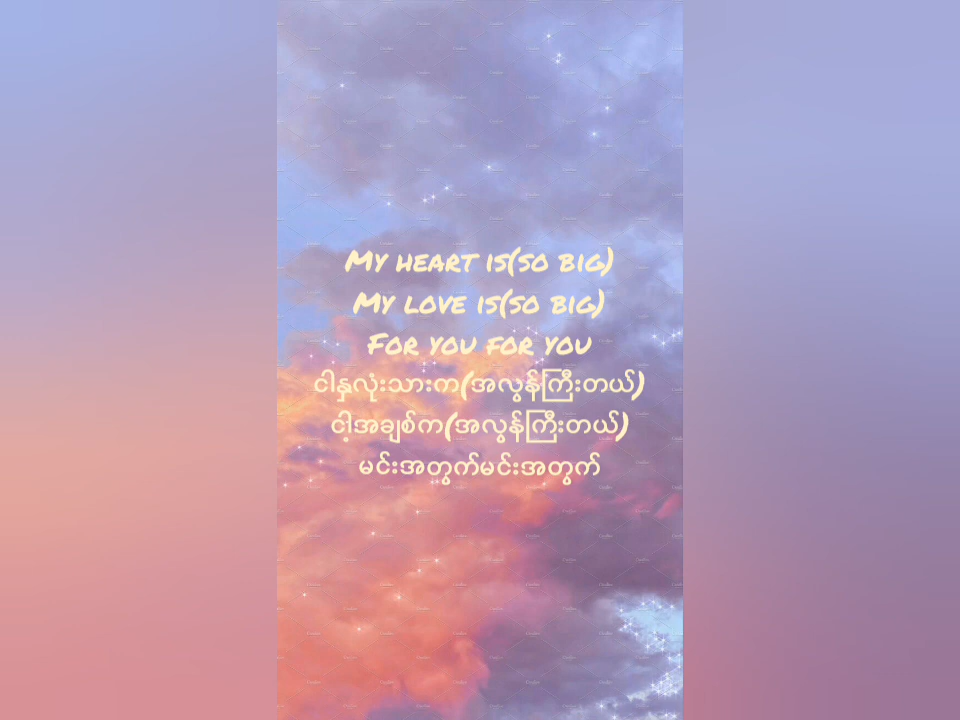 My heart is(so big)
My love is(so big)
For you for you
ငါနှလုံးသားက(အလွန်ကြီးတယ်)
ငါ့အချစ်က(အလွန်ကြီးတယ်)
မင်းအတွက်မင်းအတွက်